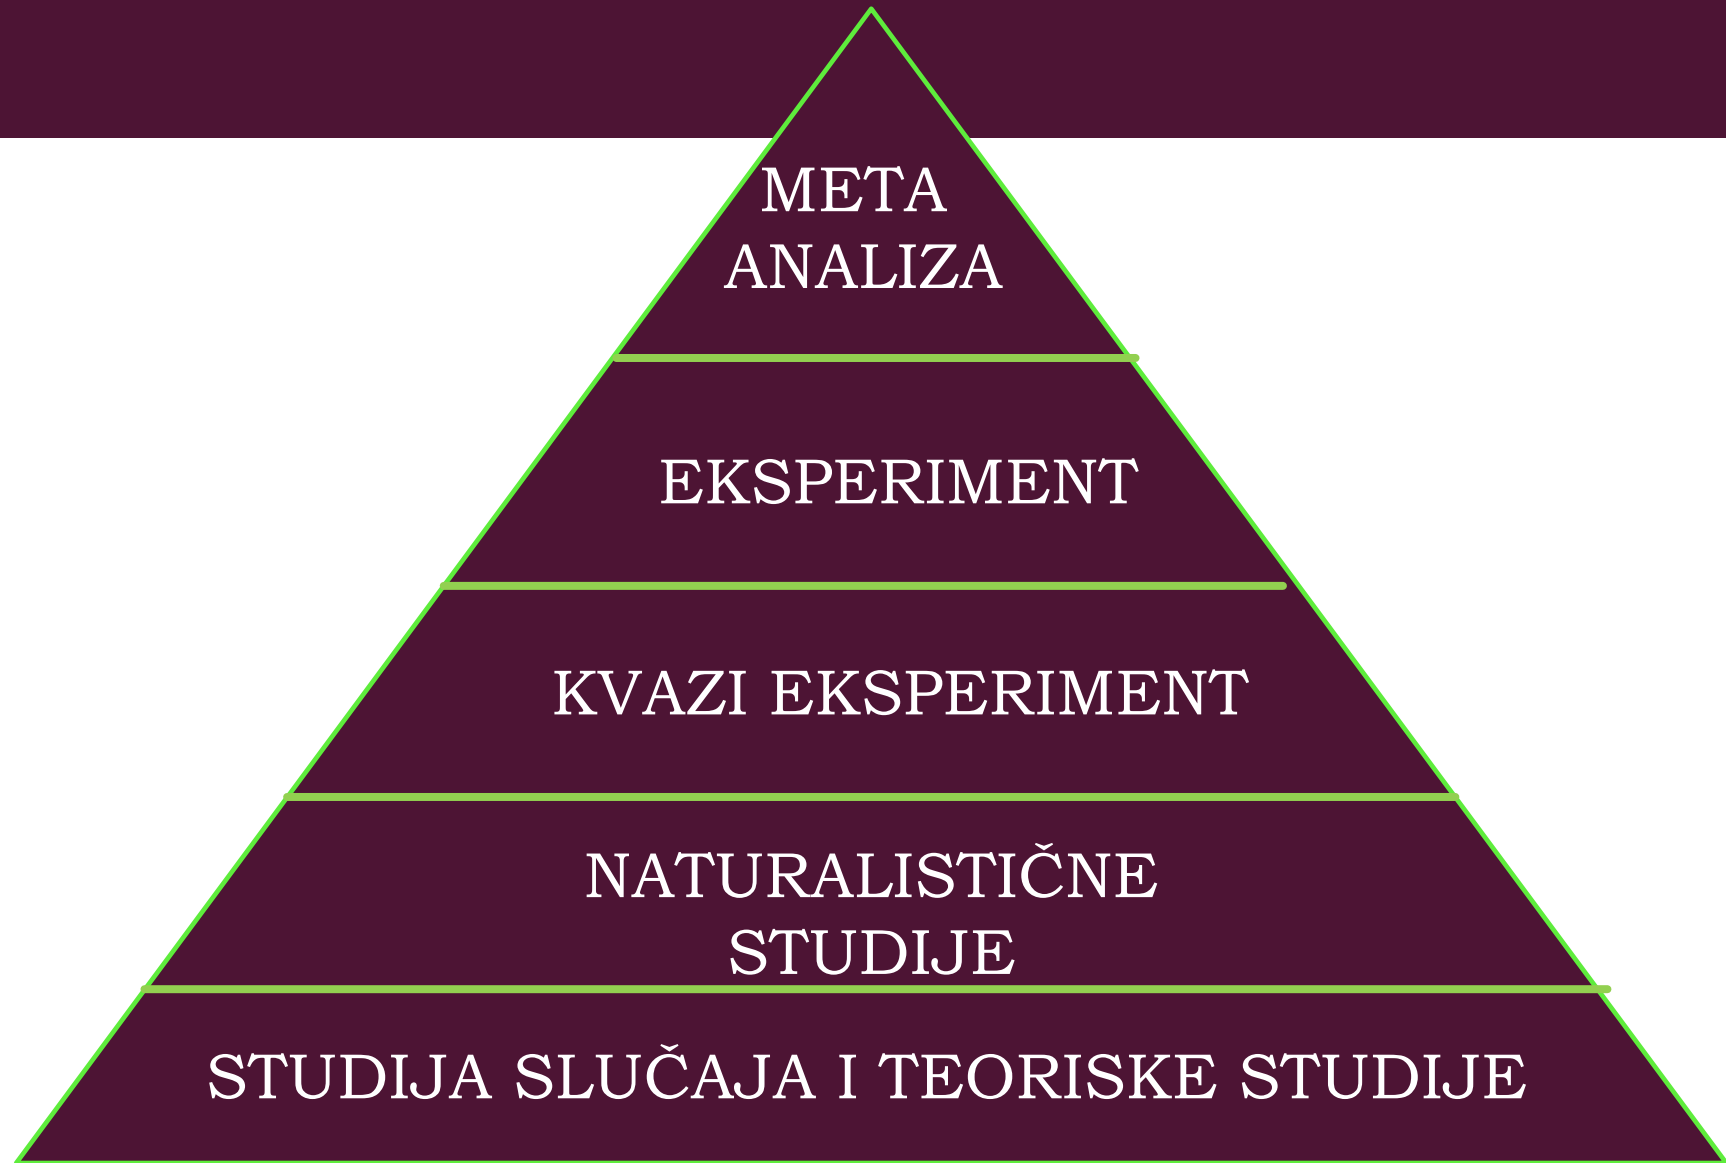 META
ANALIZA
EKSPERIMENT
KVAZI EKSPERIMENT
NATURALISTIČNE
STUDIJE
STUDIJA SLUČAJA I TEORISKE STUDIJE